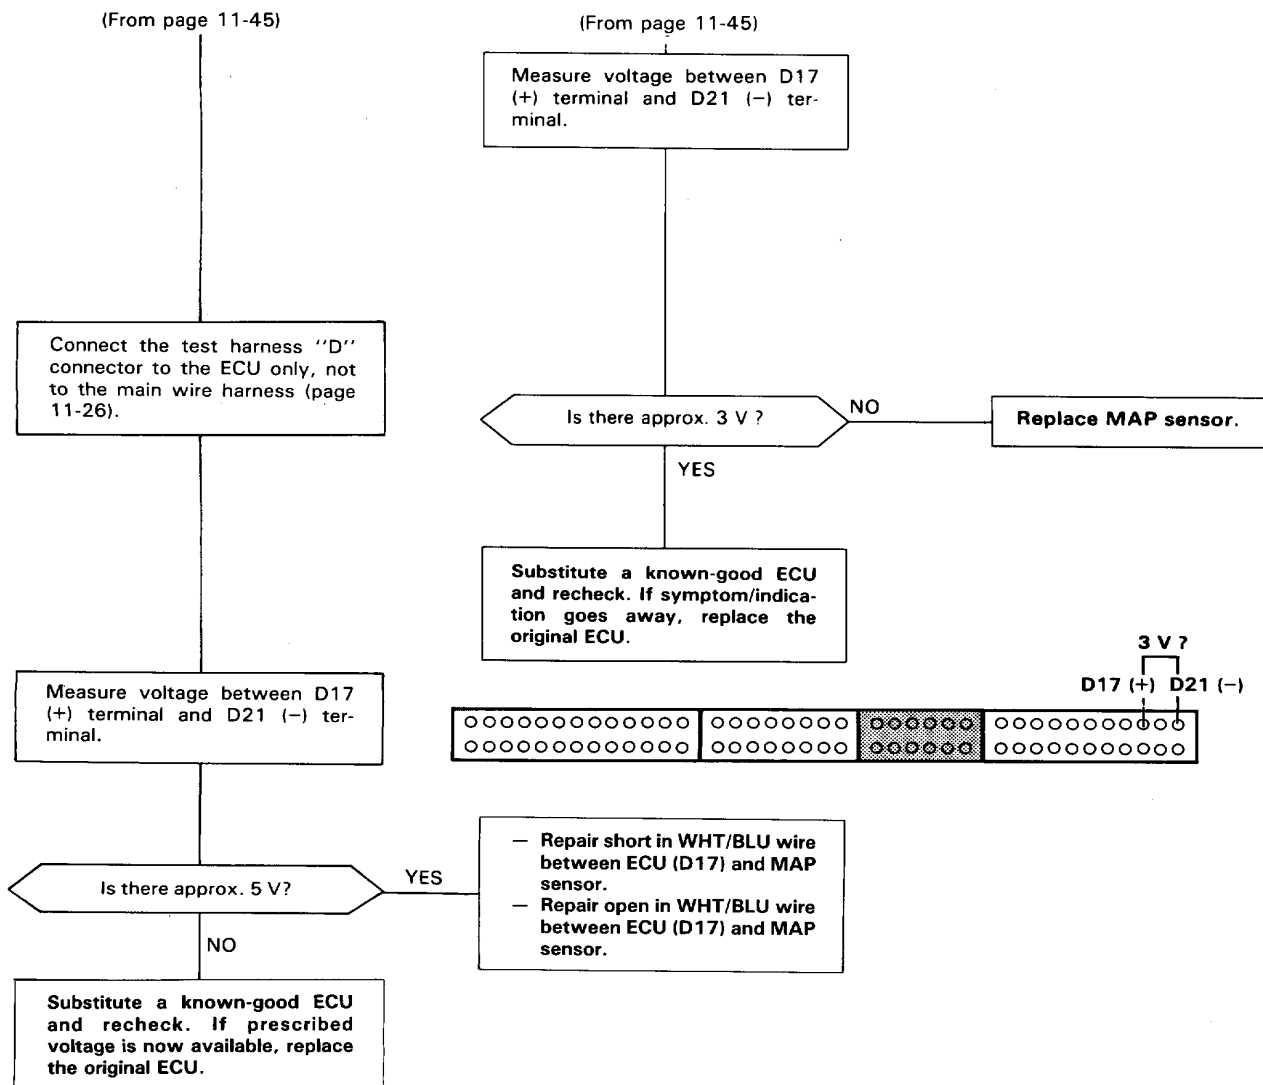 (From page 11-45)
Connect the test harness ''D''
connector to the ECU only, not
to the main wire harness (page
11-26).
Measure voltage between D17
(+) terminal and D21 (−) ter-
minal.
Is there approx. 5 V?
YES
— Repair short in WHT/BLU wire
between ECU (D17) and MAP
sensor.
— Repair open in WHT/BLU wire
between ECU (D17) and MAP
sensor.
NO
Substitute a known-good ECU
and recheck. If prescribed
voltage is now available, replace
the original ECU.
(From page 11-45)
Measure voltage between D17
(+) terminal and D21 (−) ter-
minal.
Is there approx. 3 V ?
NO
Replace MAP sensor.
YES
Substitute a known-good ECU
and recheck. If symptom/indica-
tion goes away, replace the
original ECU.
3 V ?
D17 (+) D21 (−)